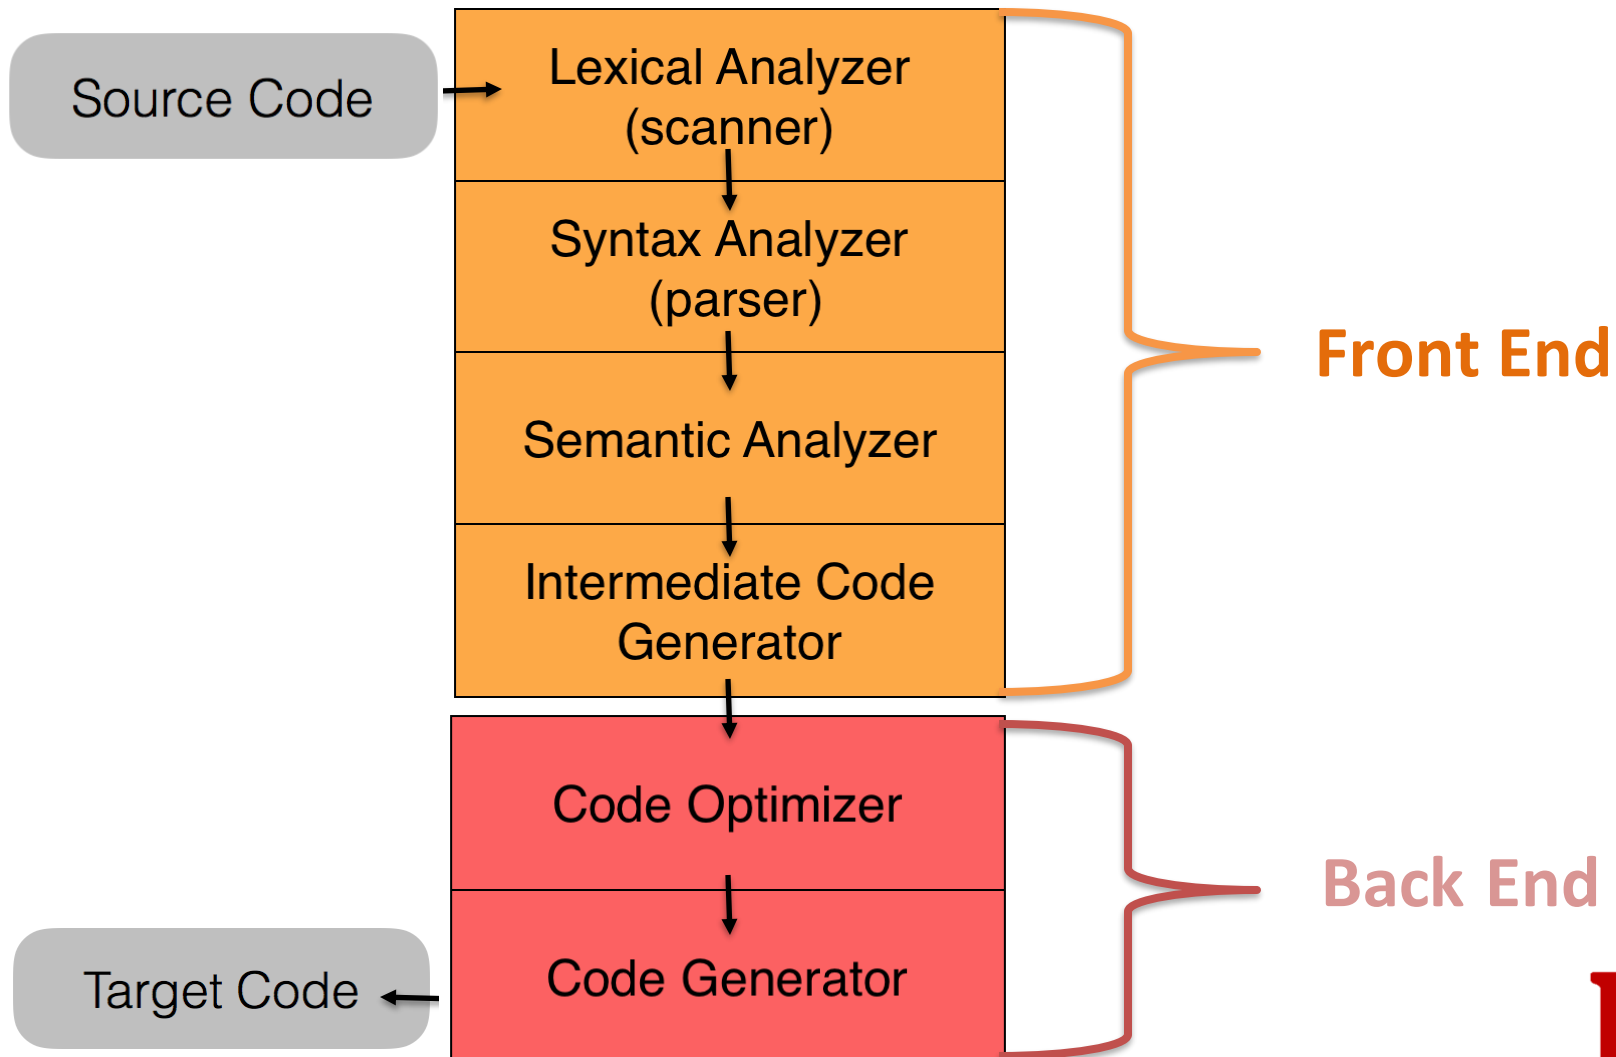 Source Code
Lexical Analyzer
(scanner)
Syntax Analyzer
(parser)
Front End
Semantic Analyzer
Intermediate Code
Generator
Code Optimizer
Back End
Code Generator
Target Code